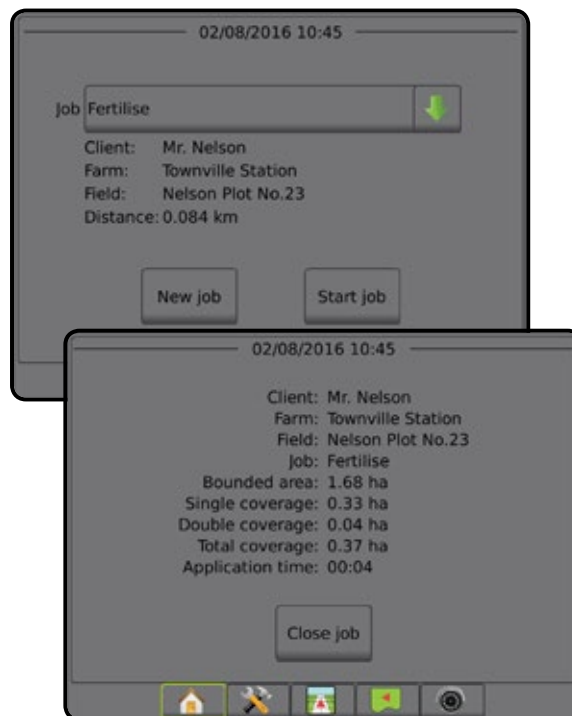 02/08/2016 10:45
Job Fertilise
Client: Mr. Nelson
Farm: Townville Station
Field: Nelson Plot No.23
Distance: 0.084 km
New job Start job
02/08/2016 10:45
Client: Mr. Nelson
Farm: Townville Station
Field: Nelson Plot No.23
Job: Fertilise
Bounded area: 1.68 ha
Single coverage: 0.33 ha
Double coverage: 0.04 ha
Total coverage: 0.37 ha
Application time: 00:04
Close job